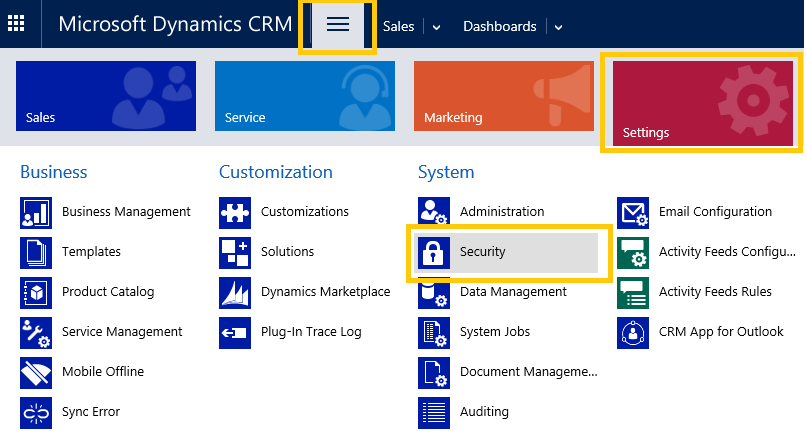 Microsoft Dynamics CRM
Sales
Dashboards
Sales
Service
Marketing
Settings
Business
Customization
System
Business Management
Customizations
Administration
Email Configuration
Templates
Solutions
Security
Activity Feeds Configu...
Product Catalog
Dynamics Marketplace
Data Management
Activity Feeds Rules
Service Management
Plug-In Trace Log
System Jobs
CRM App for Outlook
Mobile Offline
Document Manageme...
Sync Error
Auditing